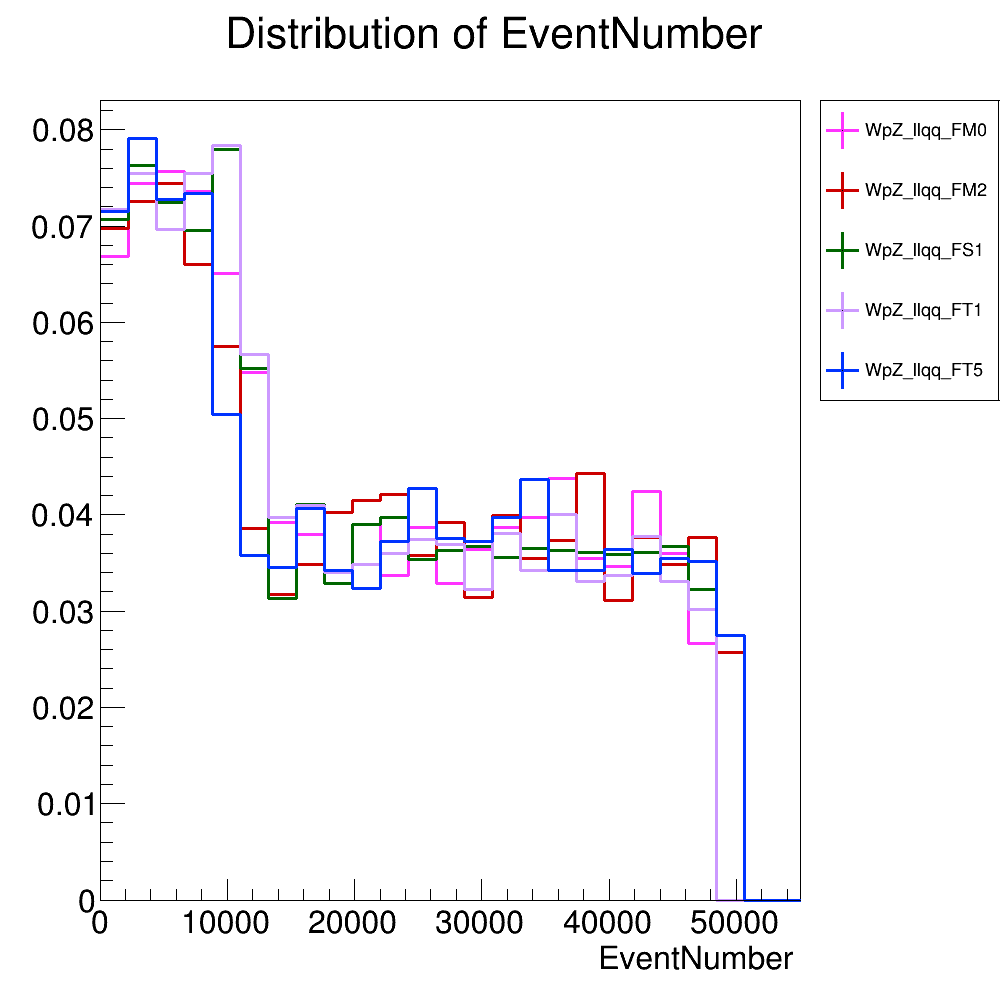 Distribution of EventNumber
0.08
0.07
0.06
0.05
0.04
0.03
0.02
0.01
0
0 10000 20000 30000 40000 50000
EventNumber
WpZ_llqq_FM0
WpZ_llqq_FM2
WpZ_llqq_FS1
WpZ_llqq_FT1
WpZ_llqq_FT5